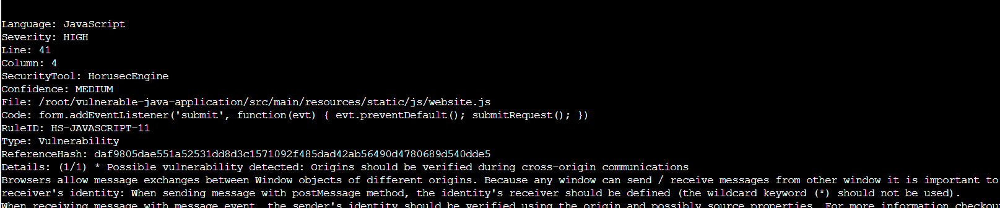 Language: JavaScript
Severity: HIGH
Line: 41
Column: 4
SecurityTool: HorusecEngine
Confidence: MEDIUM
File: /root/vulnerable-java-application/src/main/resources/static/js/website.js
Code: form.addEventListener('submit', function(evt) { evt.preventDefault(); submitRequest(); })
RuleID: HS-JAVASCRIPT-11
Type: Vulnerability
ReferenceHash: daf9805dae551a52531dd8d3c1571092f485dad42ab56490d4780689d540dde5
Details: (1/1) * Possible vulnerability detected: Origins should be verified during cross-origin communications
Browsers allow message exchanges between Window objects of different origins. Because any window can send / receive messages from other window it is important to
receiver's identity: When sending message with postMessage method, the identity's receiver should be defined (the wildcard keyword (*) should not be used).
When receiving message with message event, the sender's identity should be verified using the origin and possibly source properties. For more information checkou